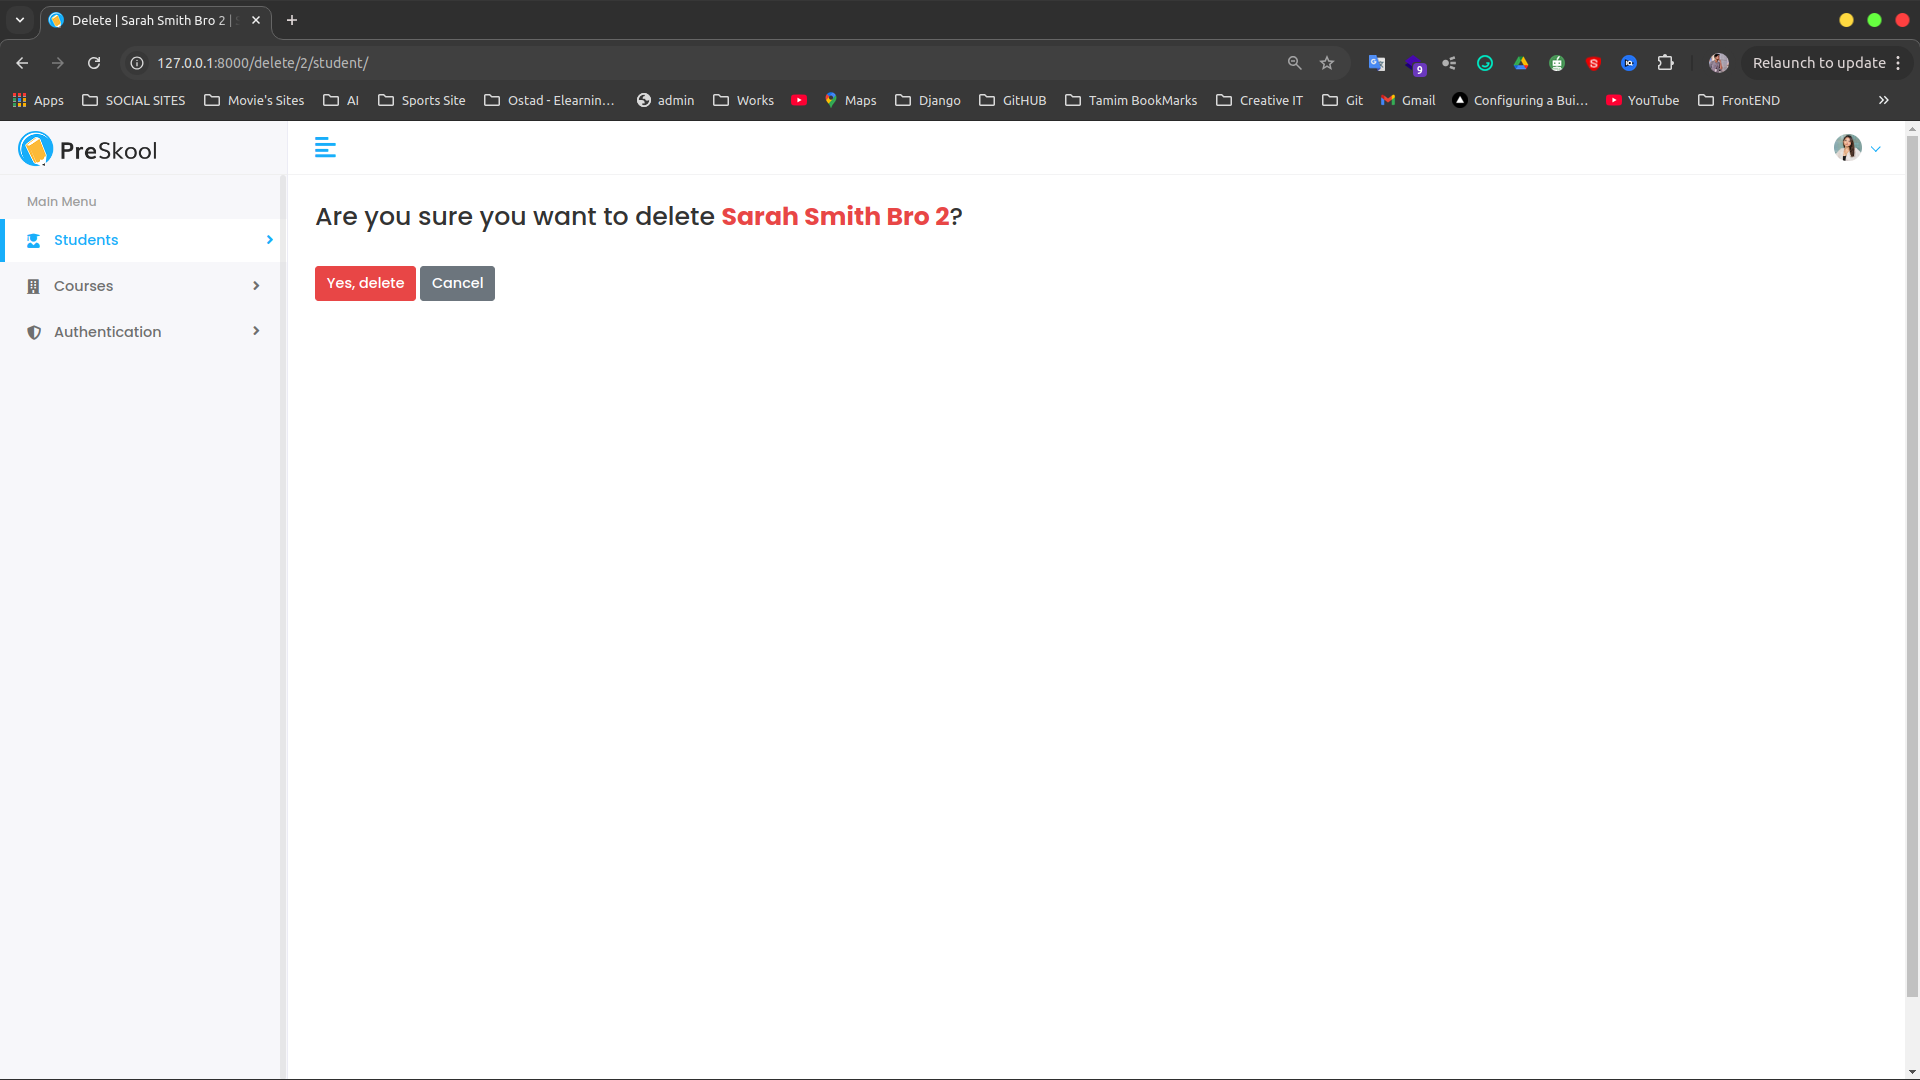 Delete | Sarah Smith Bro 2 |
127.0.0.1:8000/delete/2/student/
9
Relaunch to update
Apps
SOCIAL SITES
Movie's Sites
AI
Sports Site
Ostad - Elearnin...
admin
Works
Maps
Django
GitHUB
Tamim BookMarks
Creative IT
Git
Gmail
Configuring a Bui...
YouTube
FrontEND
PreSkool
Main Menu
Students
Courses
Authentication
Are you sure you want to delete Sarah Smith Bro 2?
Yes, delete
Cancel